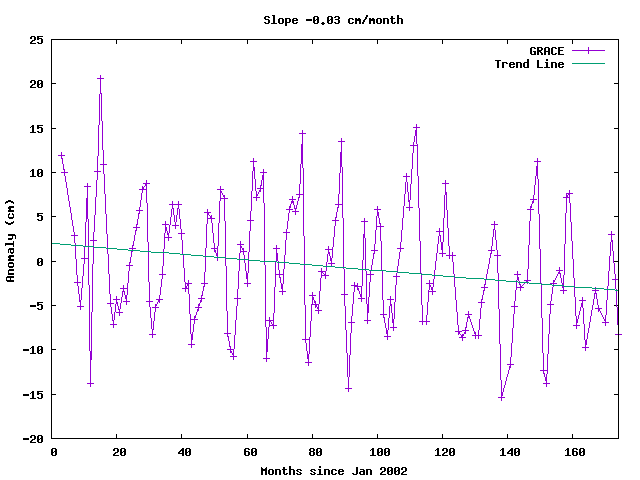 Slope -0.03 cm/month
GRACE
Trend Line
25
20
15
10
5
0
-5
-10
-15
-20
Anomaly (cm)
0 20 40 60 80 100 120 140 160
Months since Jan 2002